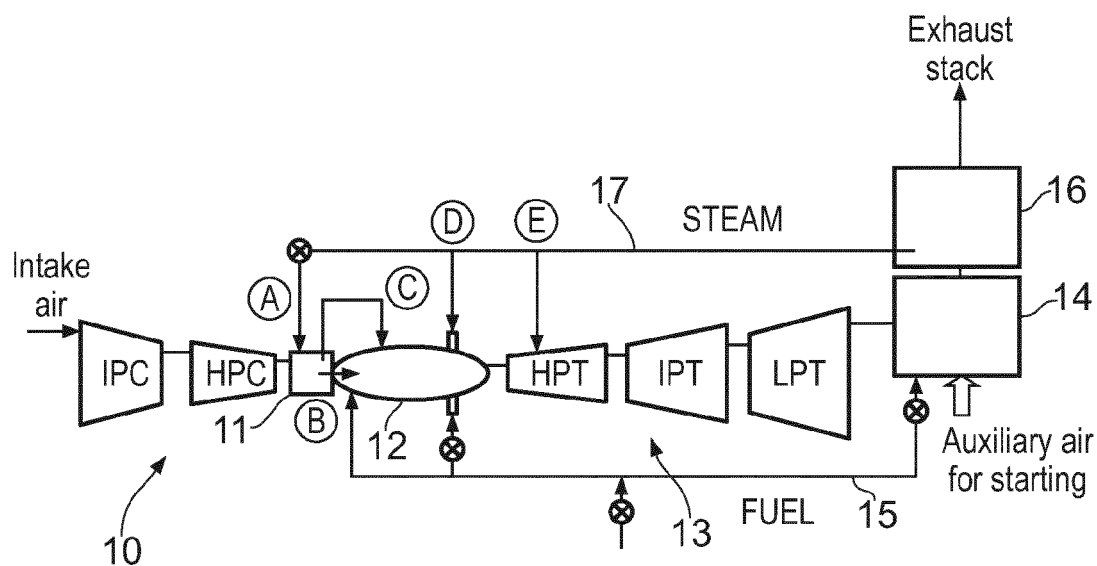 Exhaust
stack
16
17
STEAM
D
E
Intake
air
A
C
14
IPC
HPC
HPT
IPT
LPT
11
B
12
Auxiliary air
for starting
10
13
FUEL
15